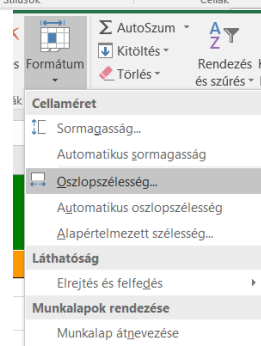 Stílusok Cellák
Formátum
AutoSzum
Kitöltés
Törlés
Rendezés
és szűrés
Cellaméret
Sormagasság...
Automatikus sormagasság
Oszlopszélesség...
Automatikus oszlopszélesség
Alapértelmezett szélesség...
Láthatóság
Elrejtés és felfedés
Munkalapok rendezése
Munkalap átnevezése